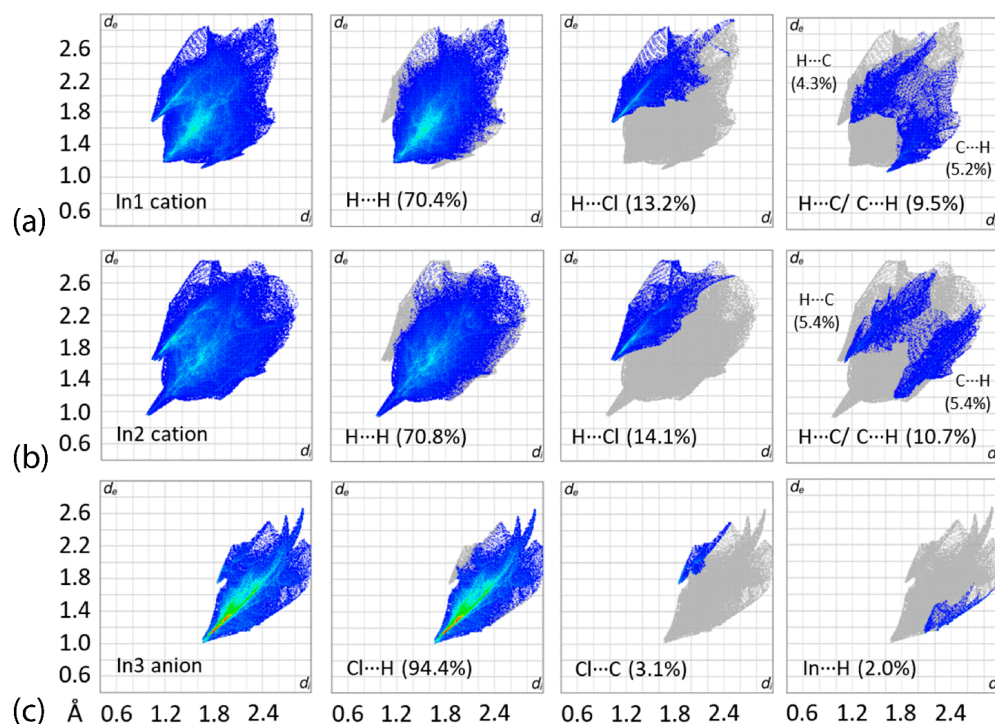 (a)
2.6
2.2
1.8
1.4
1.0
0.6
de
In1 cation
di
de
H···H (70.4%)
di
de
H···Cl (13.2%)
di
de
H···C
(4.3%)
C···H
(5.2%)
H···C/ C···H (9.5%)
di
(b)
2.6
2.2
1.8
1.4
1.0
0.6
de
In2 cation
di
de
H···H (70.8%)
di
de
H···Cl (14.1%)
di
de
H···C
(5.4%)
C···H
(5.4%)
H···C/ C···H (10.7%)
di
(c)
2.6
2.2
1.8
1.4
1.0
0.6
de
In3 anion
di
de
Cl···H (94.4%)
di
de
Cl···C (3.1%)
di
de
In···H (2.0%)
di
Å 0.6 1.2 1.8 2.4 0.6 1.2 1.8 2.4 0.6 1.2 1.8 2.4 0.6 1.2 1.8 2.4